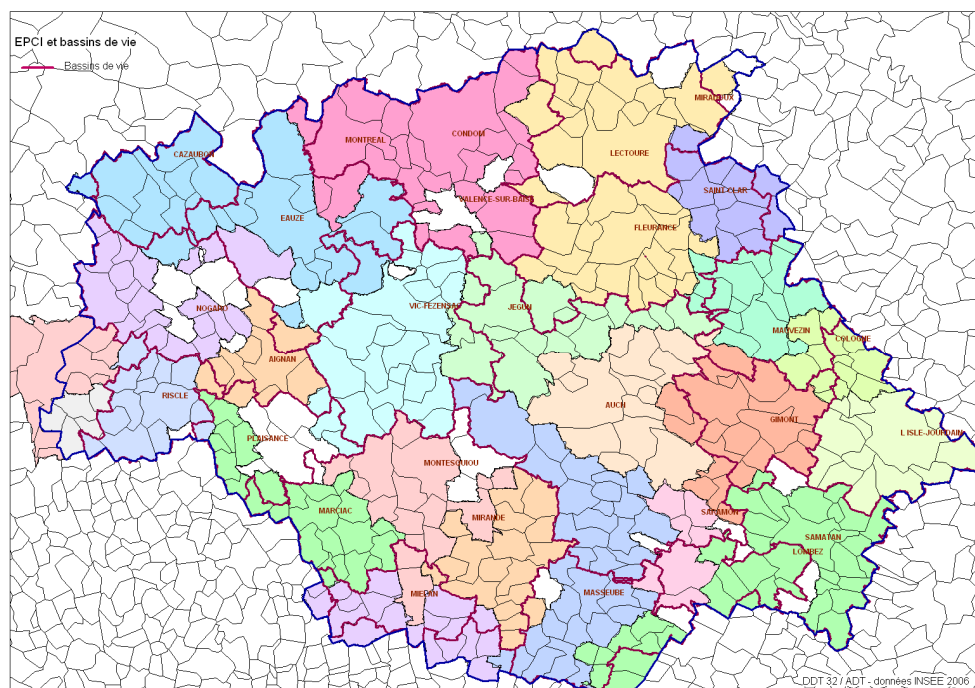 EPCI et bassins de vie
Bassins de vie
MIRADOUX
MONTREAL
CONDOM
CAZAUBON
LECTOURE
SAINT-CLAR
VALENCE-SUR-BAISE
EAUZE
FLEURANCE
VIC-FEZENSAC
JEGUN
NOGARO
MAUVEZIN
COLOGNE
AIGNAN
RISCLE
AUCH
GIMONT
L ISLE-JOURDAIN
PLAISANCE
MONTESQUIOU
MARCIAC
MIRANDE
SARAMON
SAMATAN
LOMBEZ
MIELAN
MASSEUBE
DDT 32 / ADT - données INSEE 2006